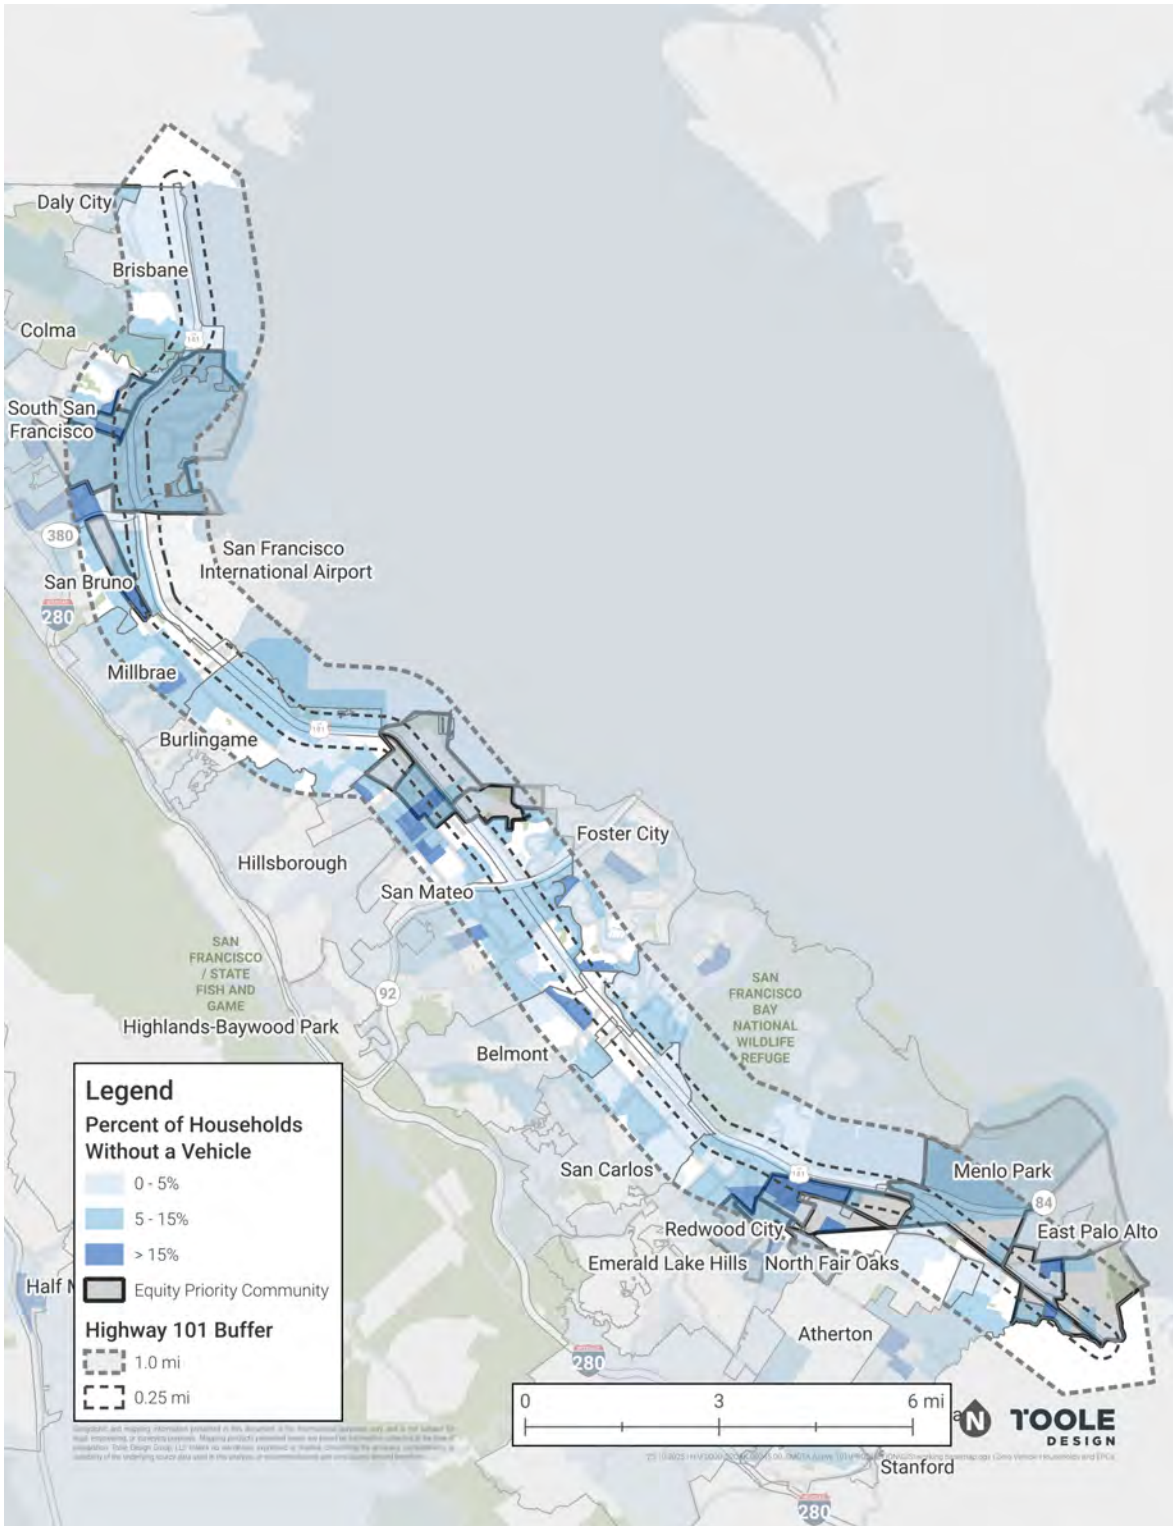 Daly City
Brisbane
Colma
101
South San
Francisco
380
San Francisco
International Airport
San Bruno
280
Millbrae
101
Burlingame
Foster City
Hillsborough
San Mateo
SAN
FRANCISCO
/ STATE
FISH AND
GAME
SAN
FRANCISCO
BAY
NATIONAL
WILDLIFE
REFUGE
92
Highlands-Baywood Park
Belmont
San Carlos
101
Menlo Park
84
Redwood City
East Palo Alto
Emerald Lake Hills
North Fair Oaks
Half M
Atherton
280
Legend
Percent of Households
Without a Vehicle
0 - 5%
5 - 15%
> 15%
Equity Priority Community
Highway 101 Buffer
1.0 mi
0.25 mi
0 3 6 mi
N
TOOLE
DESIGN
Stanford
280